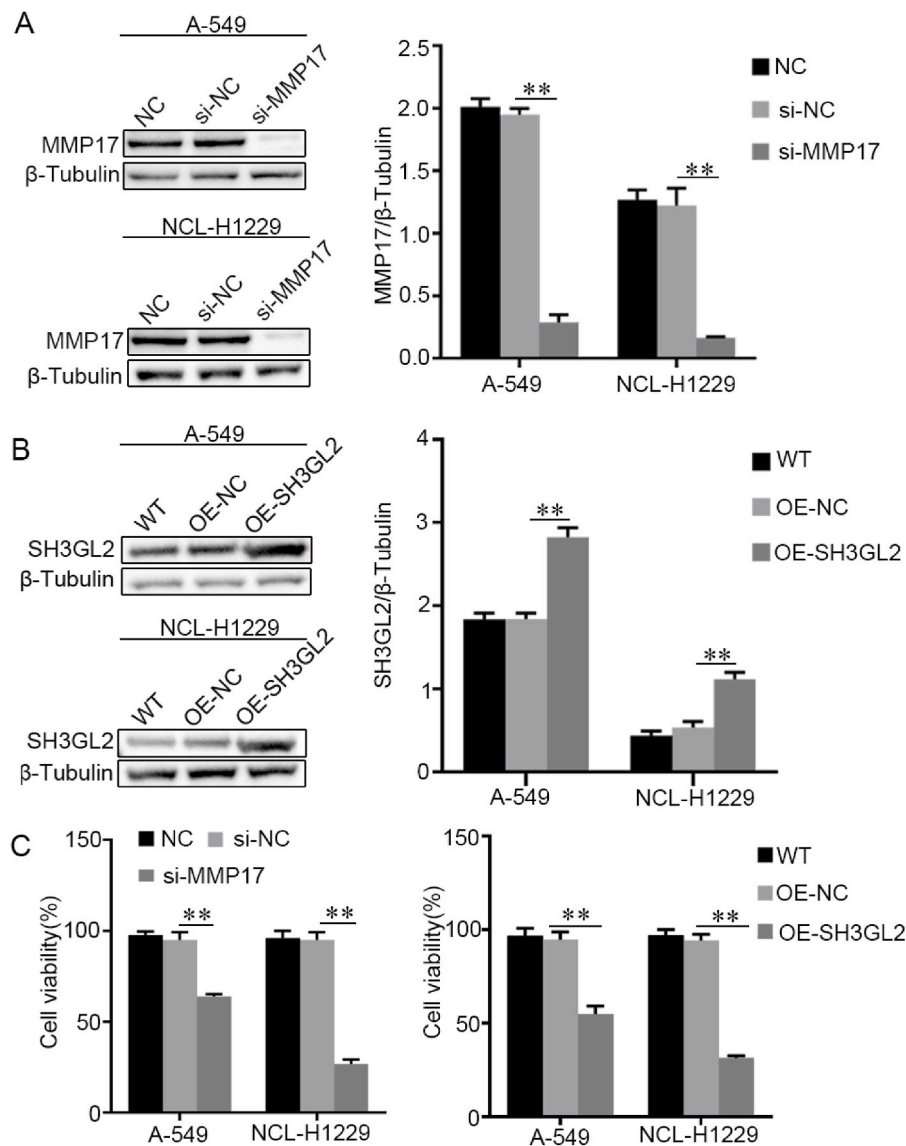 A
A-549
NC si-NC si-MMP17
MMP17
β-Tubulin
NCL-H1229
NC si-NC si-MMP17
MMP17
β-Tubulin
MMP17/β-Tubulin
2.5
2.0
1.5
1.0
0.5
0.0
** **
A-549 NCL-H1229
NC
si-NC
si-MMP17
B
A-549
WT OE-NC OE-SH3GL2
SH3GL2
β-Tubulin
NCL-H1229
WT OE-NC OE-SH3GL2
SH3GL2
β-Tubulin
SH3GL2/β-Tubulin
4
3
2
1
0
** **
A-549 NCL-H1229
WT
OE-NC
OE-SH3GL2
C
Cell viability(%)
150
100
50
0
NC si-NC
si-MMP17
** **
A-549 NCL-H1229
Cell viability(%)
150
100
50
0
** **
A-549 NCL-H1229
WT
OE-NC
OE-SH3GL2